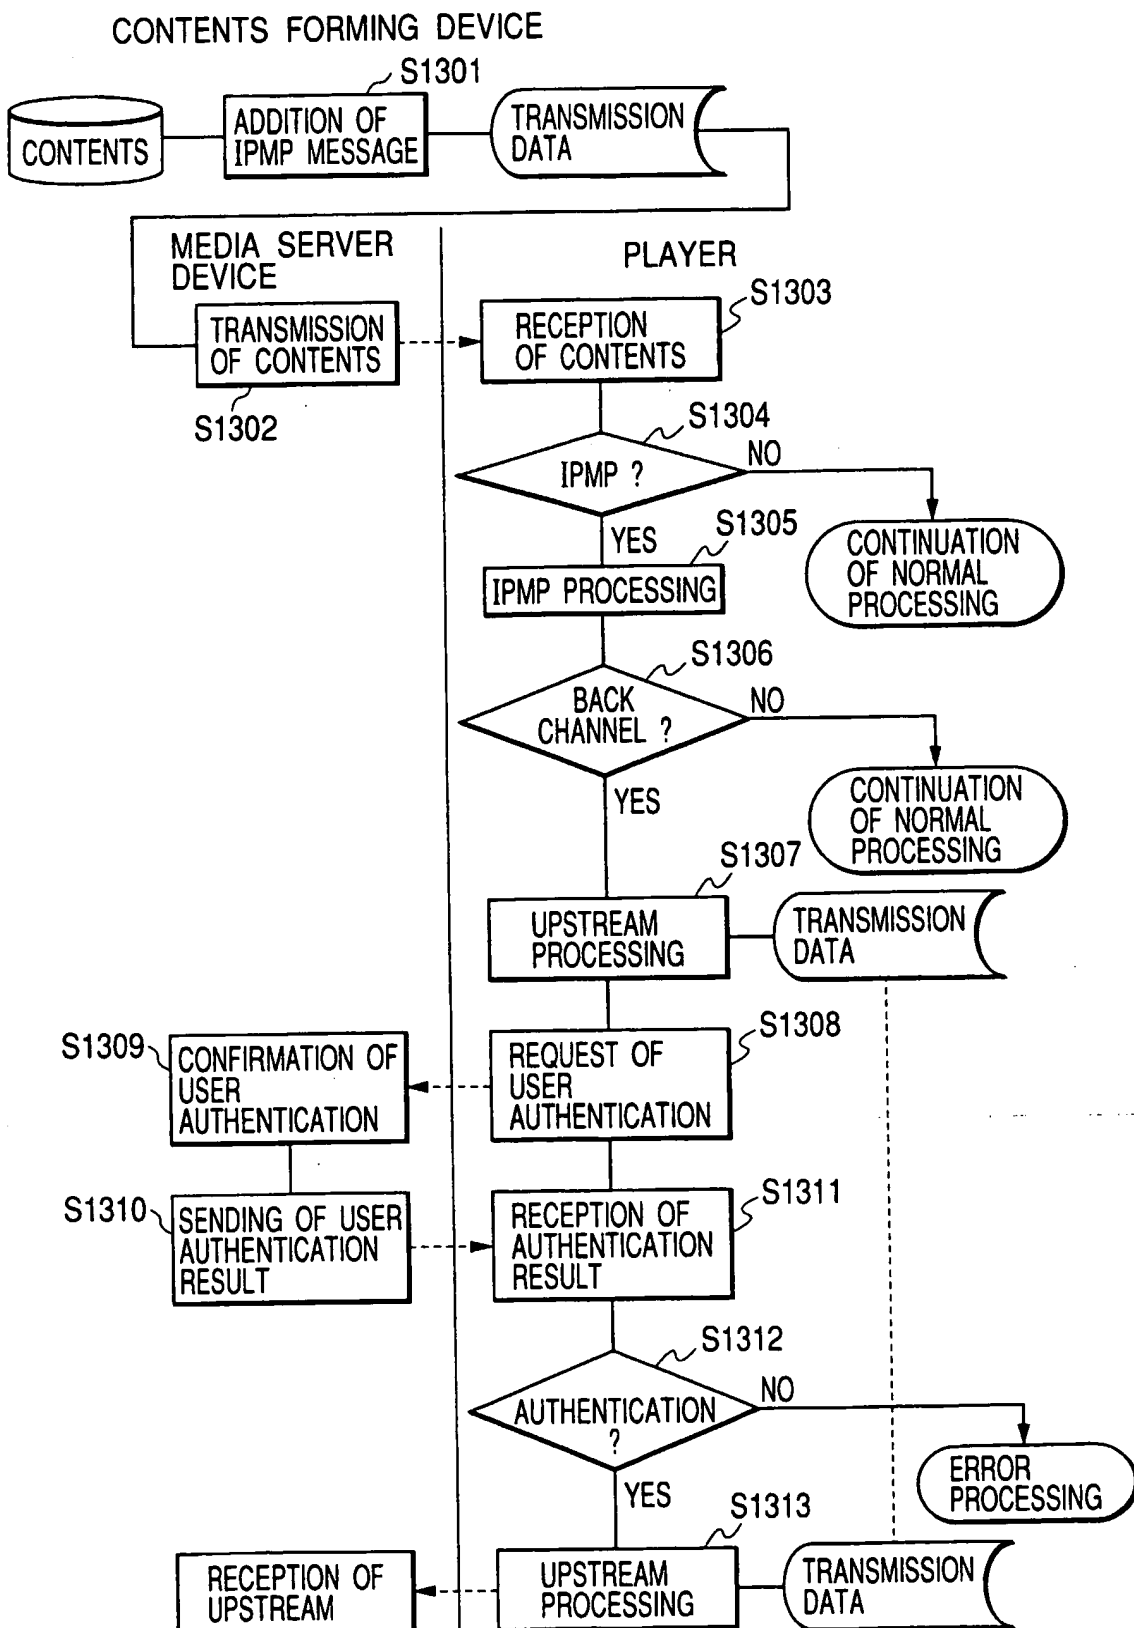 CONTENTS FORMING DEVICE
S1301
CONTENTS
ADDITION OF
IPMP MESSAGE
TRANSMISSION
DATA
MEDIA SERVER
DEVICE
PLAYER
S1303
TRANSMISSION
OF CONTENTS
RECEPTION
OF CONTENTS
S1302
S1304
IPMP ?
NO
YES
S1305
CONTINUATION
OF NORMAL
PROCESSING
IPMP PROCESSING
S1306
BACK
CHANNEL ?
NO
YES
CONTINUATION
OF NORMAL
PROCESSING
S1307
UPSTREAM
PROCESSING
TRANSMISSION
DATA
S1308
S1309
CONFIRMATION OF
USER
AUTHENTICATION
REQUEST OF
USER
AUTHENTICATION
S1311
S1310
SENDING OF USER
AUTHENTICATION
RESULT
RECEPTION OF
AUTHENTICATION
RESULT
S1312
AUTHENTICATION
?
NO
YES
ERROR
PROCESSING
S1313
RECEPTION OF
UPSTREAM
UPSTREAM
PROCESSING
TRANSMISSION
DATA